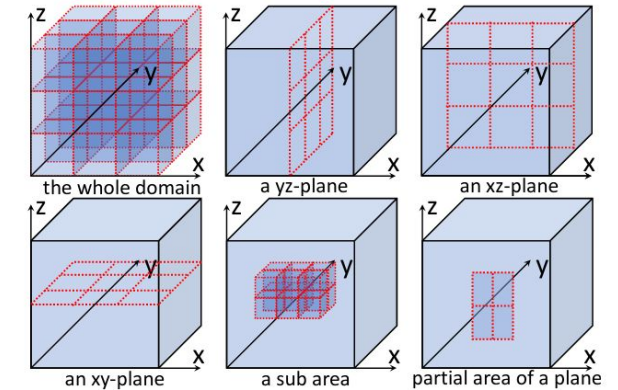 z
y
x
the whole domain
z
y
x
a yz-plane
z
y
x
an xz-plane
z
y
x
an xy-plane
z
y
x
a sub area
z
y
x
partial area of a plane